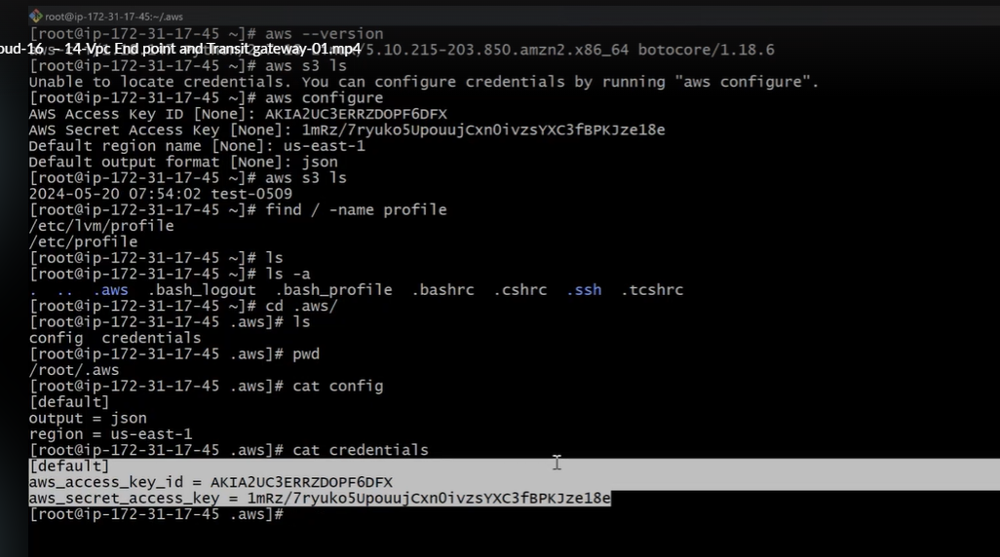 root@ip-172-31-17-45:~/.aws
[root@ip-172-31-17-45 ~]# aws --version
oud-16 – 14-Vpc End point and Transit gateway-01.mp4
5.10.215-203.850.amzn2.x86_64 botocore/1.18.6
[root@ip-172-31-17-45 ~]# aws s3 ls
Unable to locate credentials. You can configure credentials by running "aws configure".
[root@ip-172-31-17-45 ~]# aws configure
AWS Access Key ID [None]: AKIA2UC3ERRZDOPF6DFX
AWS Secret Access Key [None]: 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
Default region name [None]: us-east-1
Default output format [None]: json
[root@ip-172-31-17-45 ~]# aws s3 ls
2024-05-20 07:54:02 test-0509
[root@ip-172-31-17-45 ~]# find / -name profile
/etc/lvm/profile
/etc/profile
[root@ip-172-31-17-45 ~]# ls
[root@ip-172-31-17-45 ~]# ls -a
. .. .aws .bash_logout .bash_profile .bashrc .cshrc .ssh .tcshrc
[root@ip-172-31-17-45 ~]# cd .aws/
[root@ip-172-31-17-45 .aws]# ls
config credentials
[root@ip-172-31-17-45 .aws]# pwd
/root/.aws
[root@ip-172-31-17-45 .aws]# cat config
[default]
output = json
region = us-east-1
[root@ip-172-31-17-45 .aws]# cat credentials
[default]
aws_access_key_id = AKIA2UC3ERRZDOPF6DFX
aws_secret_access_key = 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
[root@ip-172-31-17-45 .aws]#